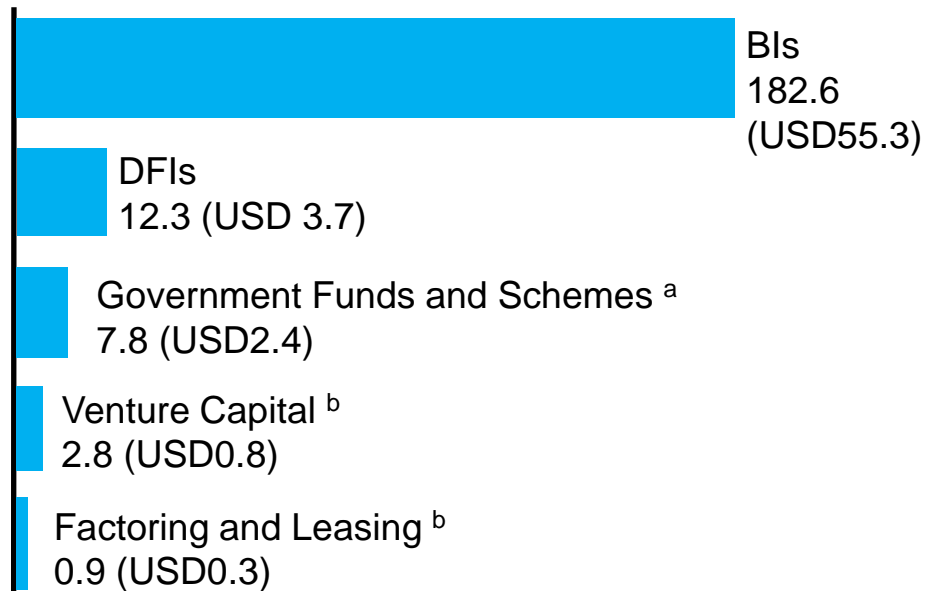 BIs
182.6
(USD55.3)
DFIs
12.3 (USD 3.7)
Government Funds and Schemes a
7.8 (USD2.4)
Venture Capital b
2.8 (USD0.8)
Factoring and Leasing b
0.9 (USD0.3)